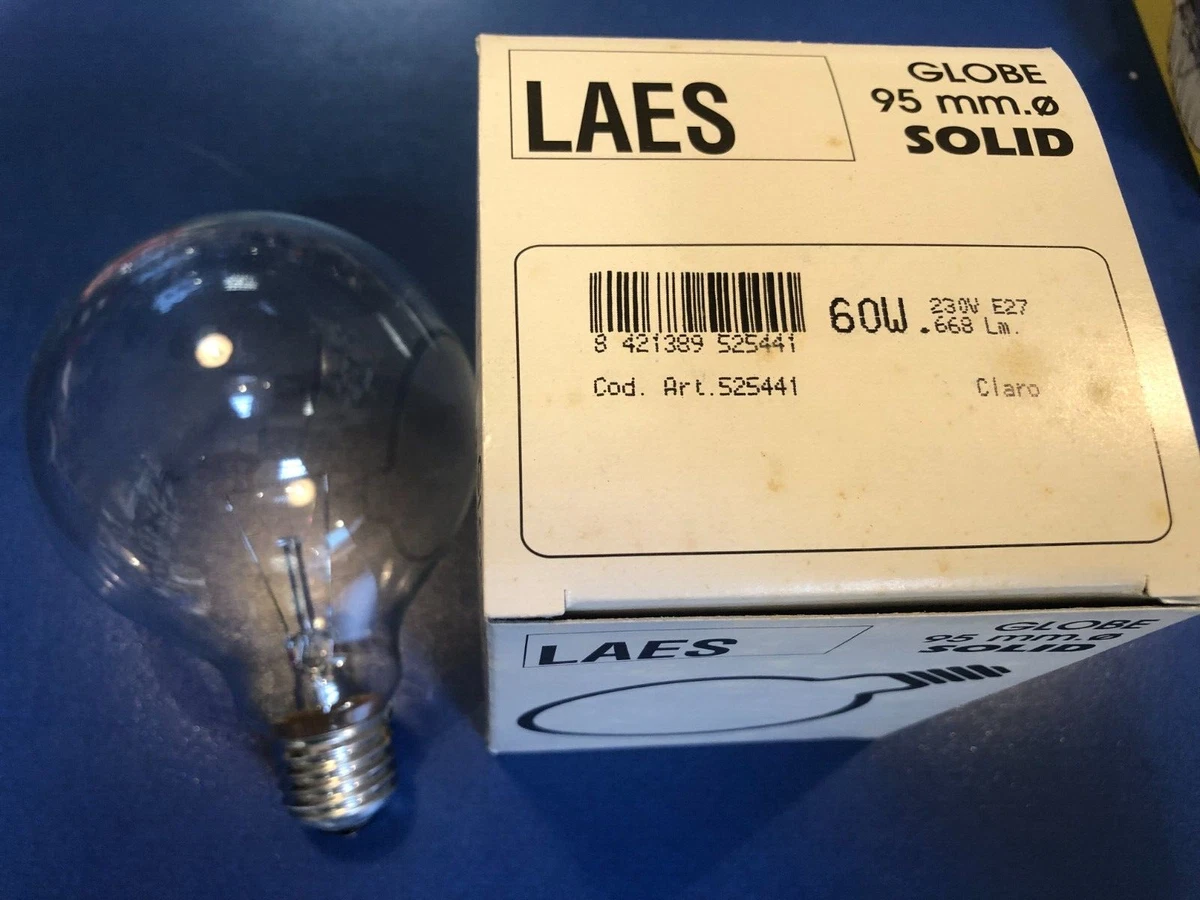 LAES
GLOBE
95 mm.ø
SOLID
8 421389 525441
60W
230V E27
.668 Lm.
Cod. Art.525441
Claro
LAES
GLOBE
95 mm.ø
SOLID